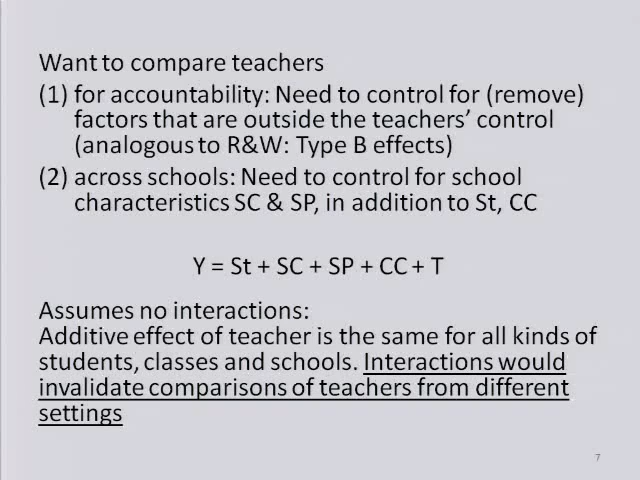 Want to compare teachers
(1) for accountability: Need to control for (remove)
factors that are outside the teachers’ control
(analogous to R&W: Type B effects)
(2) across schools: Need to control for school
characteristics SC & SP, in addition to St, CC
Y = St + SC + SP + CC + T
Assumes no interactions:
Additive effect of teacher is the same for all kinds of
students, classes and schools. Interactions would
invalidate comparisons of teachers from different
settings
7